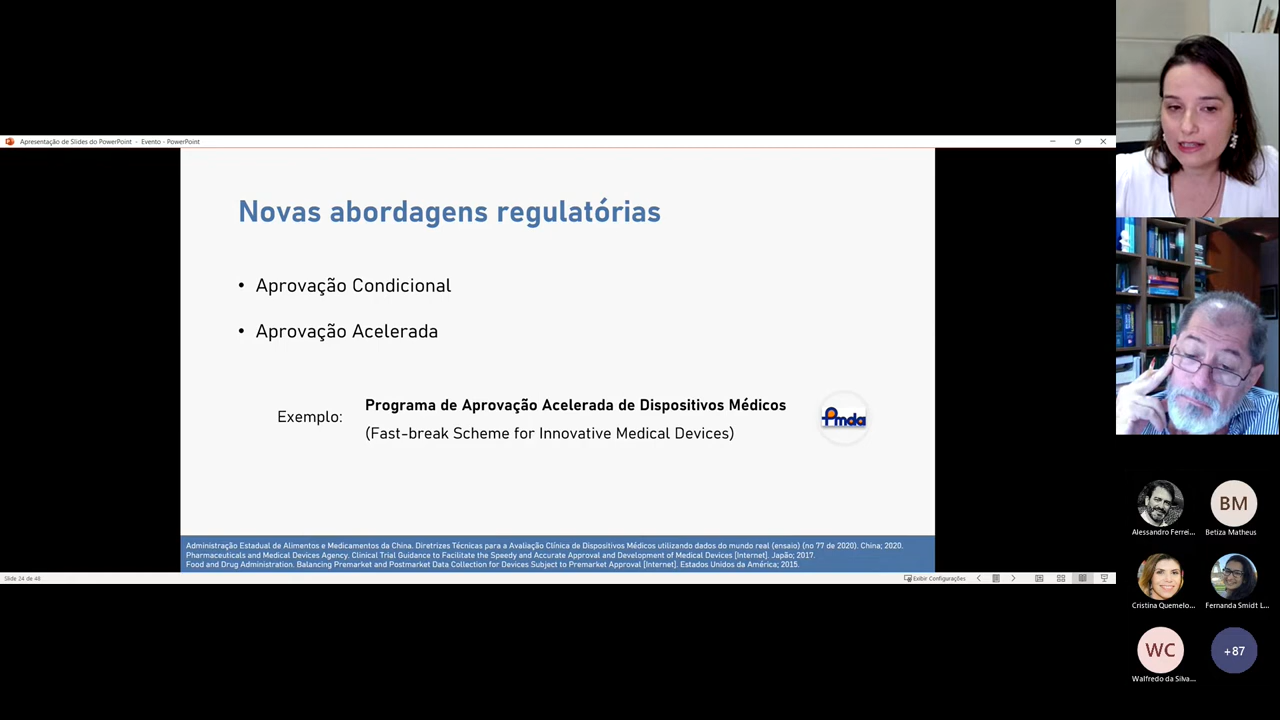 Apresentação de Slides do PowerPoint - Evento - PowerPoint
Novas abordagens regulatórias
• Aprovação Condicional
• Aprovação Acelerada
Exemplo:
Programa de Aprovação Acelerada de Dispositivos Médicos
(Fast-break Scheme for Innovative Medical Devices)
Pmda
Administração Estadual de Alimentos e Medicamentos da China. Diretrizes Técnicas para a Avaliação Clínica de Dispositivos Médicos utilizando dados do mundo real (ensaio) (no 77 de 2020). China; 2020.
Pharmaceuticals and Medical Devices Agency. Clinical Trial Guidance to Facilitate the Speedy and Accurate Approval and Development of Medical Devices [Internet]. Japão; 2017.
Food and Drug Administration. Balancing Premarket and Postmarket Data Collection for Devices Subject to Premarket Approval [Internet]. Estados Unidos da América; 2015.
Slide 24 de 48
Exibir Configurações
Alessandro Ferrei...
BM
Betiza Matheus
Cristina Quemelo...
Fernanda Smidt L...
WC
Walfredo da Silva...
+87